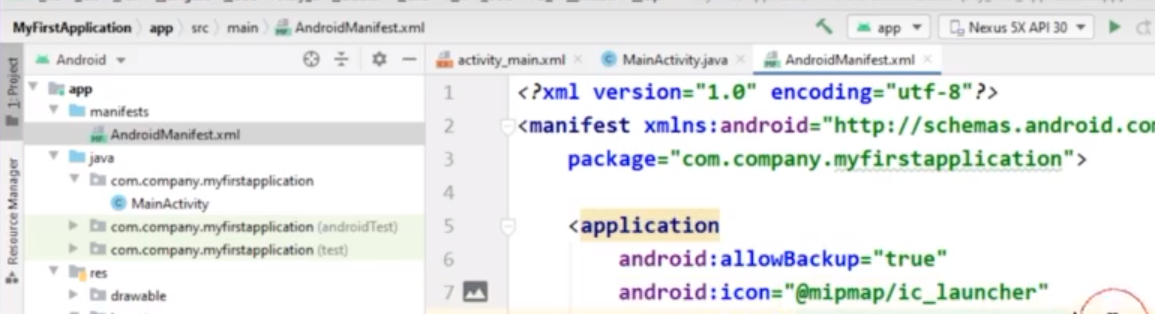 MyFirstApplication app src main AndroidManifest.xml app Nexus 5X API 30
1: Project
Resource Manager
Android
app
manifests
AndroidManifest.xml
java
com.company.myfirstapplication
MainActivity
com.company.myfirstapplication (androidTest)
com.company.myfirstapplication (test)
res
drawable
activity_main.xml MainActivity.java AndroidManifest.xml
1 <?xml version="1.0" encoding="utf-8"?>
2 <manifest xmlns:android="http://schemas.android.com
3 package="com.company.myfirstapplication">
4
5 <application
6 android:allowBackup="true"
7 android:icon="@mipmap/ic_launcher"